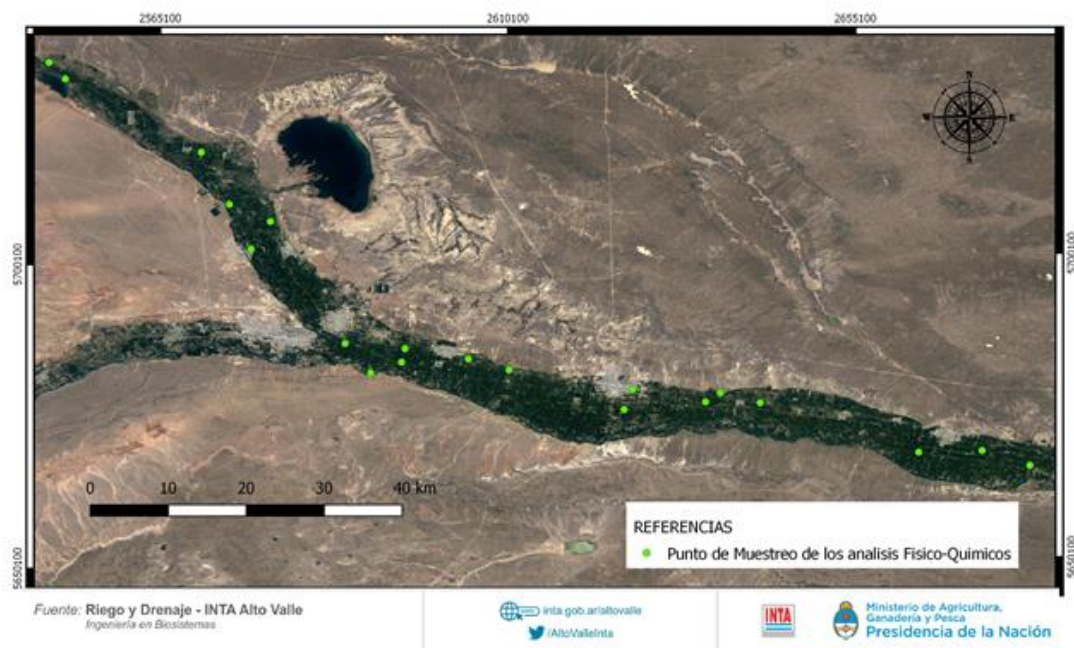 2565100
2610100
2655100
N
E
S
5700100
5700100
0 10 20 30 40 km
REFERENCIAS
Punto de Muestreo de los analisis Fisico-Quimicos
5650100
5650100
Fuente: Riego y Drenaje - INTA Alto Valle
Ingeniería en Biosistemas
inta.gob.ar/altovalle
/AltoValleInta
INTA
Ministerio de Agricultura,
Ganadería y Pesca
Presidencia de la Nación